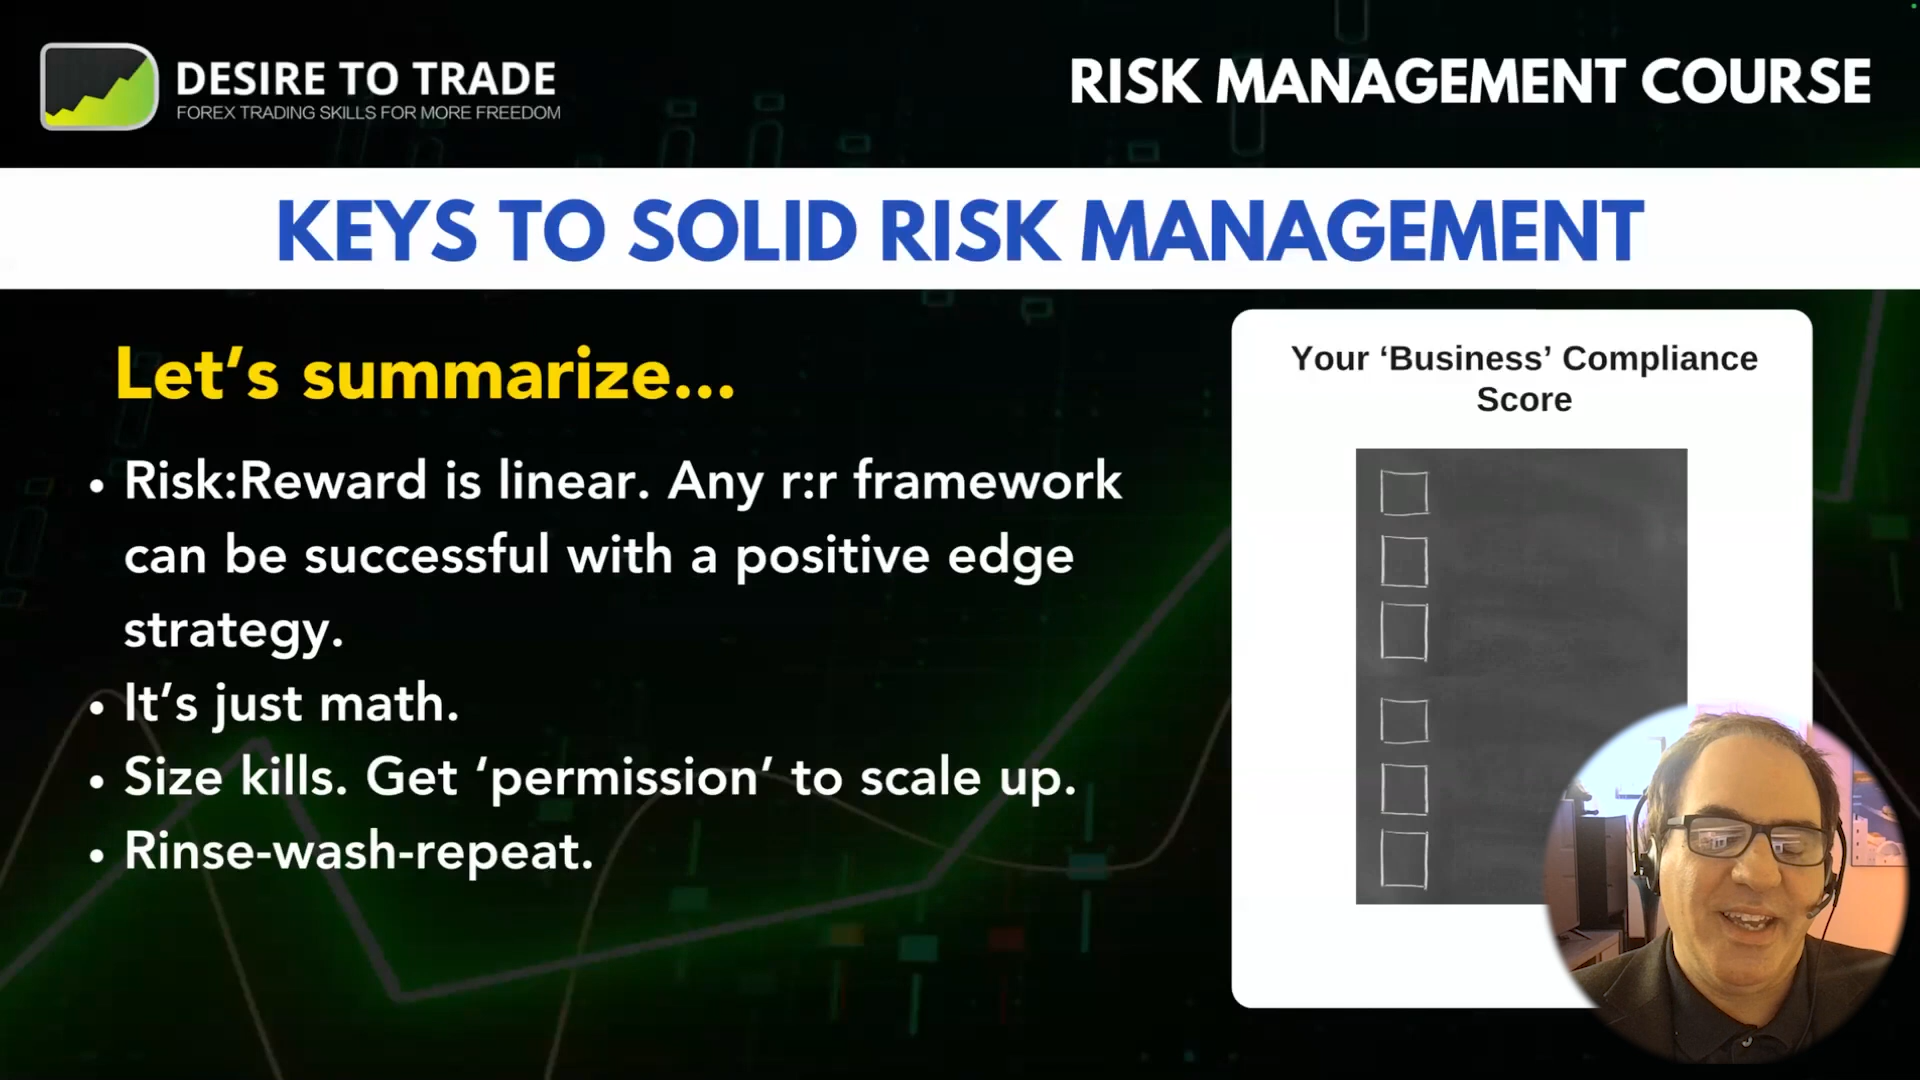 DESIRE TO TRADE
FOREX TRADING SKILLS FOR MORE FREEDOM
RISK MANAGEMENT COURSE
KEYS TO SOLID RISK MANAGEMENT
Let’s summarize...
• Risk:Reward is linear. Any r:r framework
can be successful with a positive edge
strategy.
• It’s just math.
• Size kills. Get ‘permission’ to scale up.
• Rinse-wash-repeat.
Your ‘Business’ Compliance
Score